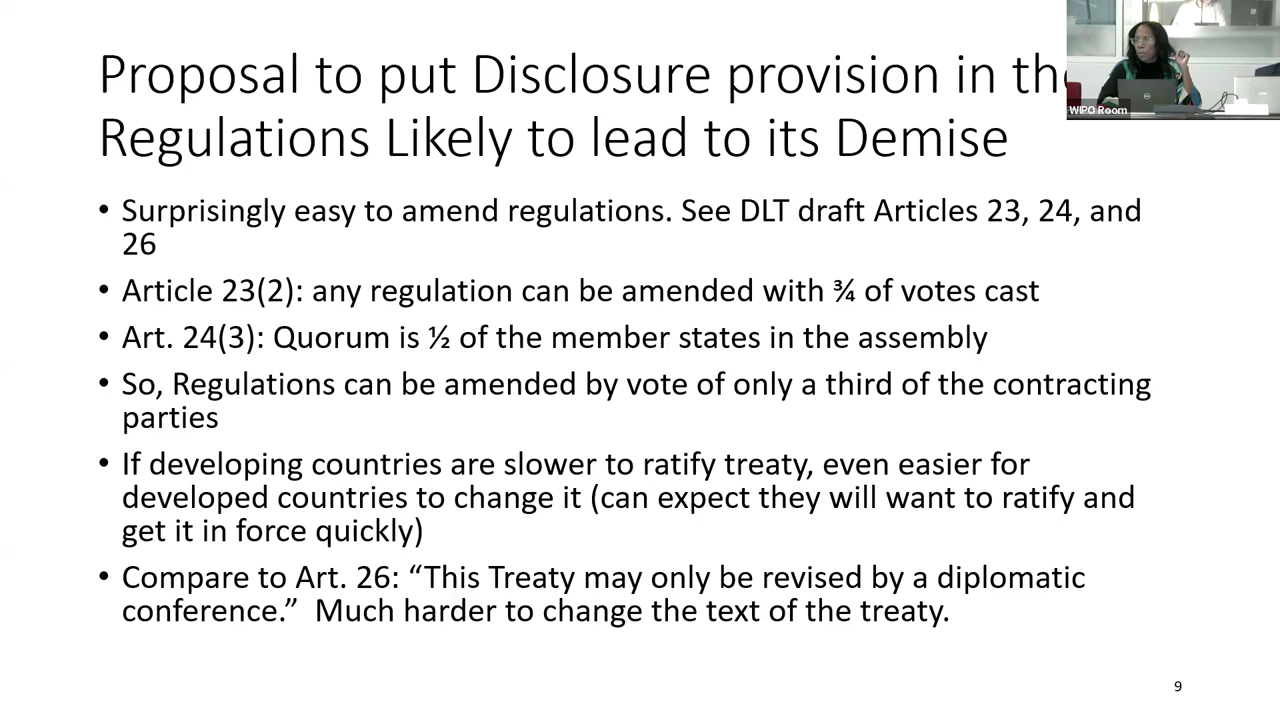 Proposal to put Disclosure provision in the
Regulations Likely to lead to its Demise
WIPO Room
• Surprisingly easy to amend regulations. See DLT draft Articles 23, 24, and
26
• Article 23(2): any regulation can be amended with ¾ of votes cast
• Art. 24(3): Quorum is ½ of the member states in the assembly
• So, Regulations can be amended by vote of only a third of the contracting
parties
• If developing countries are slower to ratify treaty, even easier for
developed countries to change it (can expect they will want to ratify and
get it in force quickly)
• Compare to Art. 26: “This Treaty may only be revised by a diplomatic
conference.”  Much harder to change the text of the treaty.
9